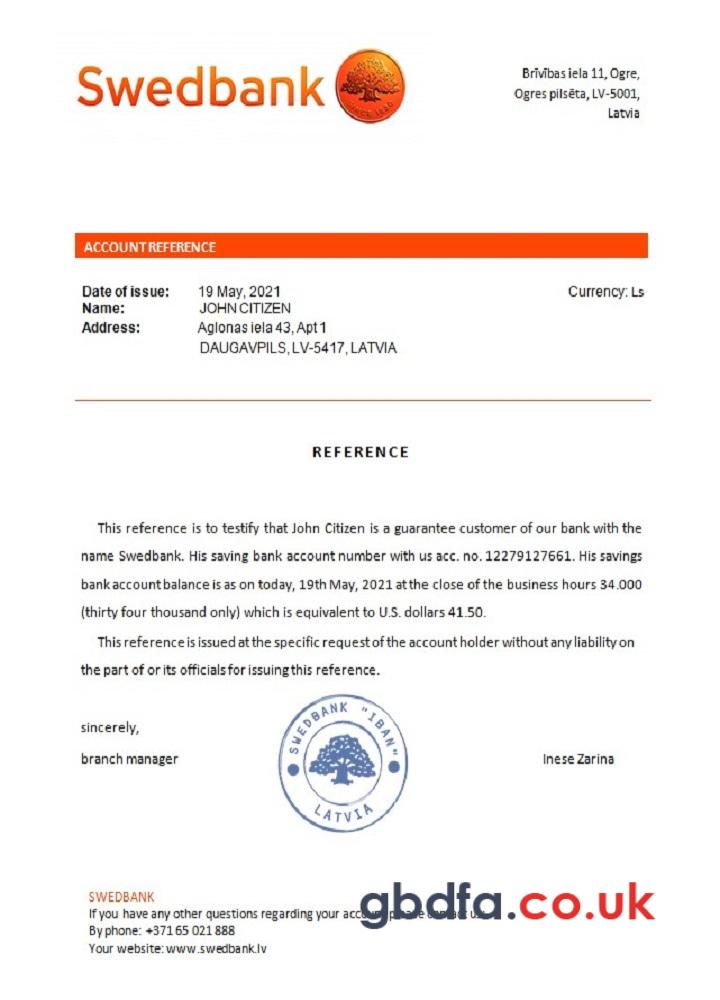 Swedbank
SINCE 1820
Brīvības iela 11, Ogre,
Ogres pilsēta, LV-5001,
Latvia
ACCOUNT REFERENCE
Date of issue: 19 May, 2021 Currency: Ls
Name: JOHN CITIZEN
Address: Aglonas iela 43, Apt 1
DAUGAVPILS, LV-5417, LATVIA
REFERENCE
This reference is to testify that John Citizen is a guarantee customer of our bank with the
name Swedbank. His saving bank account number with us acc. no. 12279127661. His savings
bank account balance is as on today, 19th May, 2021 at the close of the business hours 34.000
(thirty four thousand only) which is equivalent to U.S. dollars 41.50.
This reference is issued at the specific request of the account holder without any liability on
the part of or its officials for issuing this reference.
sincerely,
branch manager Inese Zarina
SWEDBANK "IBAN"
LATVIA
SWEDBANK
If you have any other questions regarding your account please contact us:
By phone: +371 65 021 888
Your website: www.swedbank.lv
gbdfa.co.uk